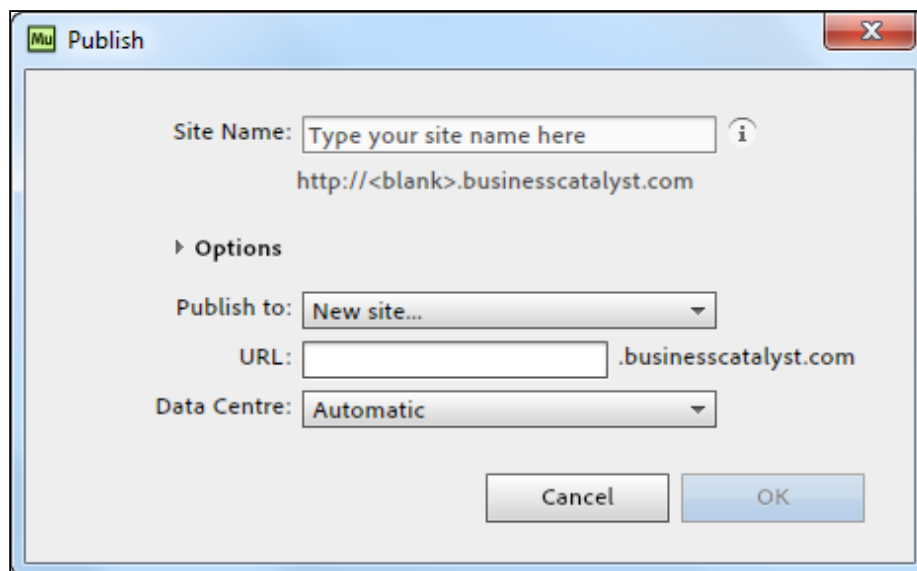 Mu Publish
Site Name: Type your site name here i
http://<blank>.businesscatalyst.com
Options
Publish to: New site...
URL: .businesscatalyst.com
Data Centre: Automatic
Cancel OK